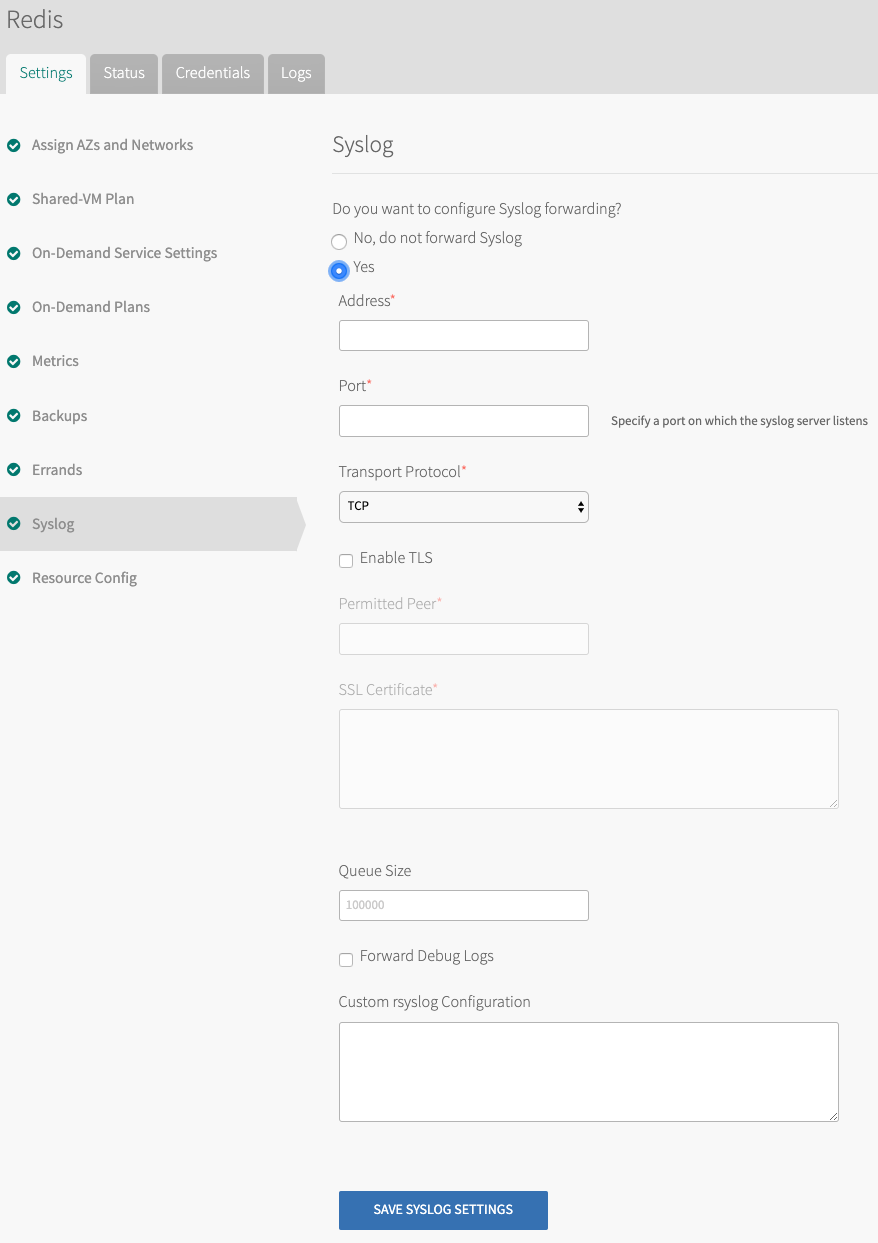 Redis
Settings
Status
Credentials
Logs
Assign AZs and Networks
Shared-VM Plan
On-Demand Service Settings
On-Demand Plans
Metrics
Backups
Errands
Syslog
Resource Config
Syslog
Do you want to configure Syslog forwarding?
No, do not forward Syslog
Yes
Address*
Port*
Specify a port on which the syslog server listens
Transport Protocol*
TCP
Enable TLS
Permitted Peer*
SSL Certificate*
Queue Size
100000
Forward Debug Logs
Custom rsyslog Configuration
SAVE SYSLOG SETTINGS